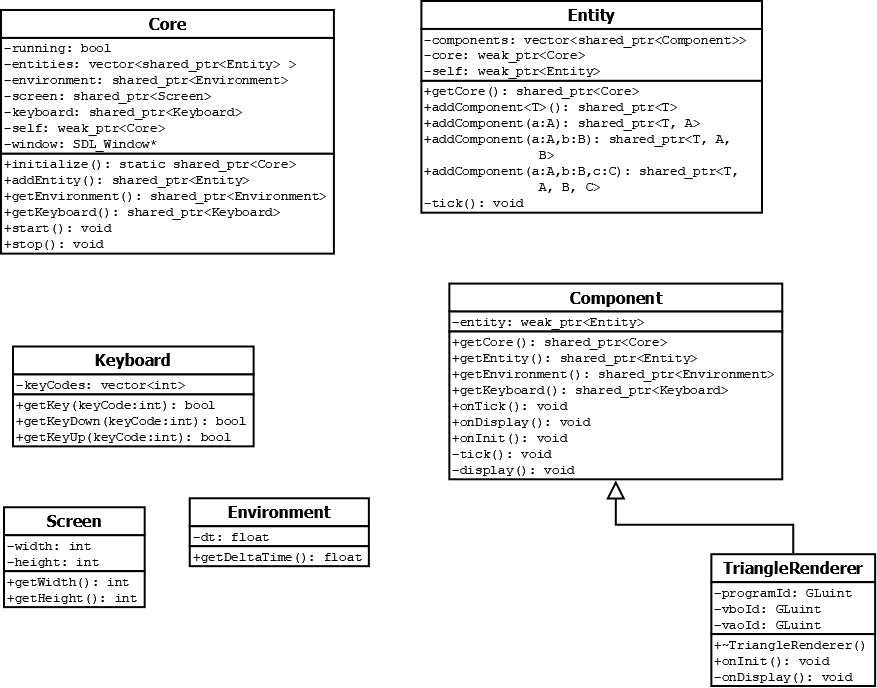 Core
-running: bool
-entities: vector<shared_ptr<Entity> >
-environment: shared_ptr<Environment>
-screen: shared_ptr<Screen>
-keyboard: shared_ptr<Keyboard>
-self: weak_ptr<Core>
-window: SDL_Window*
+initialize(): static shared_ptr<Core>
+addEntity(): shared_ptr<Entity>
+getEnvironment(): shared_ptr<Environment>
+getKeyboard(): shared_ptr<Keyboard>
+start(): void
+stop(): void
Entity
-components: vector<shared_ptr<Component>>
-core: weak_ptr<Core>
-self: weak_ptr<Entity>
+getCore(): shared_ptr<Core>
+addComponent<T>(): shared_ptr<T>
+addComponent(a:A): shared_ptr<T, A>
+addComponent(a:A,b:B): shared_ptr<T, A,
B>
+addComponent(a:A,b:B,c:C): shared_ptr<T,
A, B, C>
-tick(): void
Component
-entity: weak_ptr<Entity>
+getCore(): shared_ptr<Core>
+getEntity(): shared_ptr<Entity>
+getEnvironment(): shared_ptr<Environment>
+getKeyboard(): shared_ptr<Keyboard>
+onTick(): void
+onDisplay(): void
+onInit(): void
-tick(): void
-display(): void
Keyboard
-keyCodes: vector<int>
+getKey(keyCode:int): bool
+getKeyDown(keyCode:int): bool
+getKeyUp(keyCode:int): bool
Screen
-width: int
-height: int
+getWidth(): int
+getHeight(): int
Environment
-dt: float
+getDeltaTime(): float
TriangleRenderer
-programId: GLuint
-vboId: GLuint
-vaoId: GLuint
+~TriangleRenderer()
+onInit(): void
-onDisplay(): void